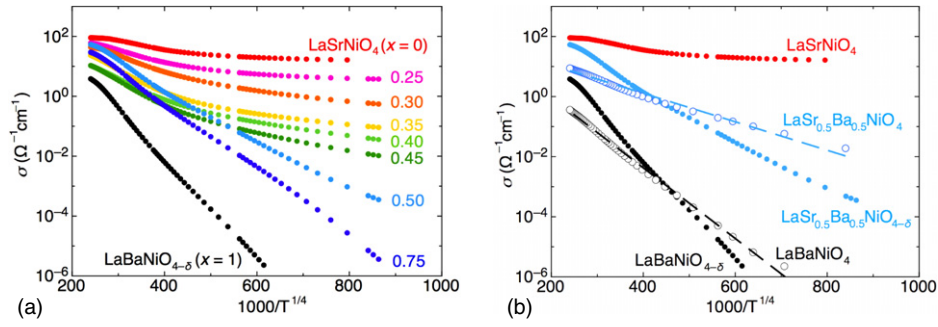 (a)
σ (Ω⁻¹cm⁻¹)
10²
10⁰
10⁻²
10⁻⁴
10⁻⁶
LaSrNiO₄ (x = 0)
0.25
0.30
0.35
0.40
0.45
0.50
0.75
LaBaNiO₄₋δ (x = 1)
200 400 600 800 1000
1000/T^1/4
(b)
σ (Ω⁻¹cm⁻¹)
10²
10⁰
10⁻²
10⁻⁴
10⁻⁶
LaSrNiO₄
LaSr₀.₅Ba₀.₅NiO₄
LaSr₀.₅Ba₀.₅NiO₄₋δ
LaBaNiO₄
LaBaNiO₄₋δ
200 400 600 800 1000
1000/T^1/4